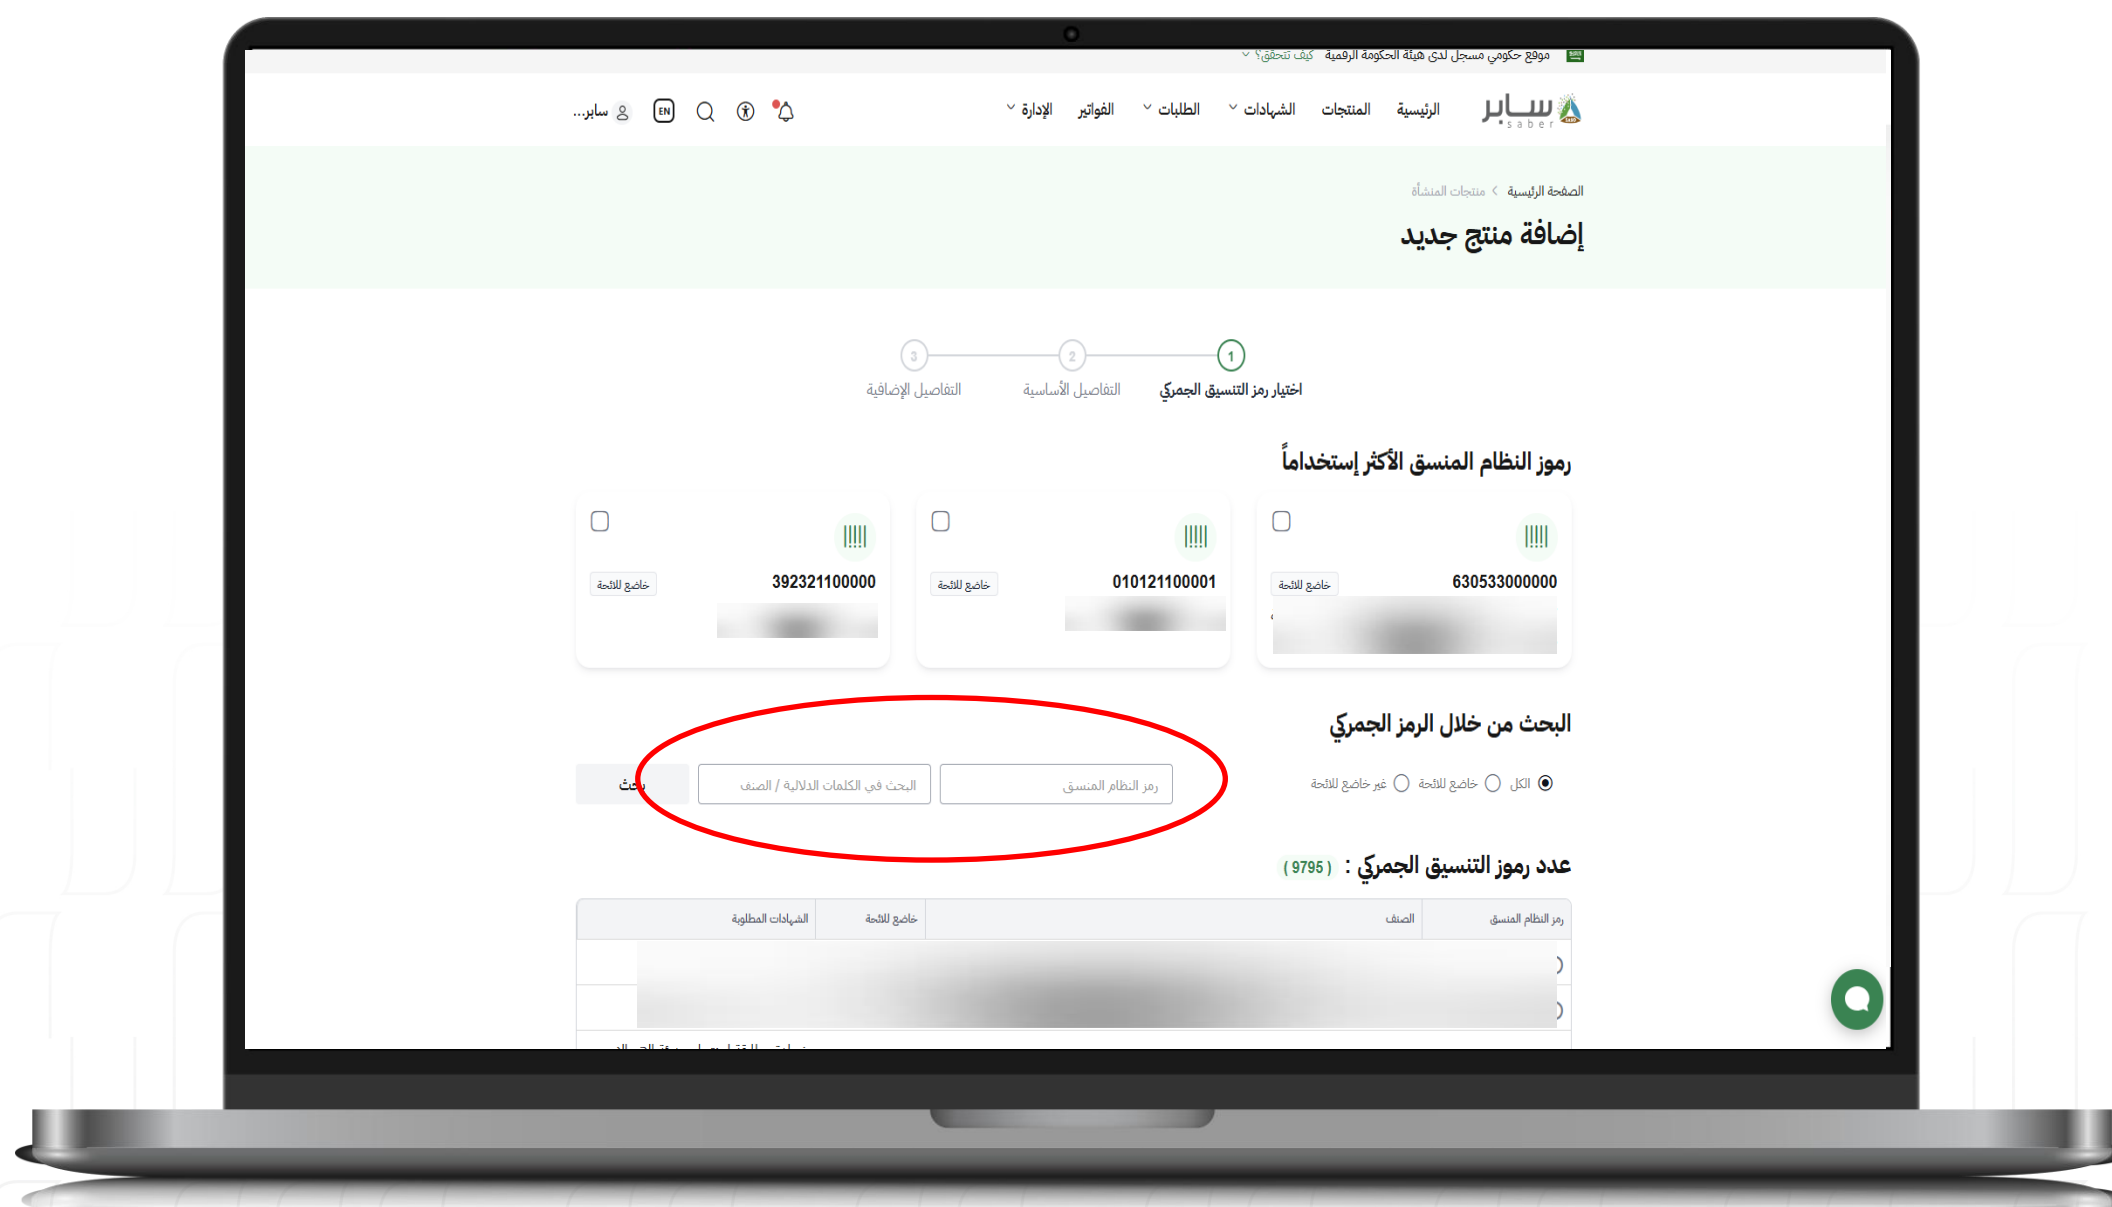 موقع حكومي مسجل لدى هيئة الحكومة الرقمية كيف تتحقق؟
سابر saber الرئيسية المنتجات الشهادات الطلبات الفواتير الإدارة EN سابر...
الصفحة الرئيسية > منتجات المنشأة
إضافة منتج جديد
1 2 3
اختيار رمز التنسيق الجمركي التفاصيل الأساسية التفاصيل الإضافية
رموز النظام المنسق الأكثر إستخداماً
630533000000 خاضع للائحة
010121100001 خاضع للائحة
392321100000 خاضع للائحة
البحث من خلال الرمز الجمركي
الكل خاضع للائحة غير خاضع للائحة رمز النظام المنسق البحث في الكلمات الدلالية / الصنف بحث
عدد رموز التنسيق الجمركي : ( 9795 )
رمز النظام المنسق الصنف خاضع للائحة الشهادات المطلوبة